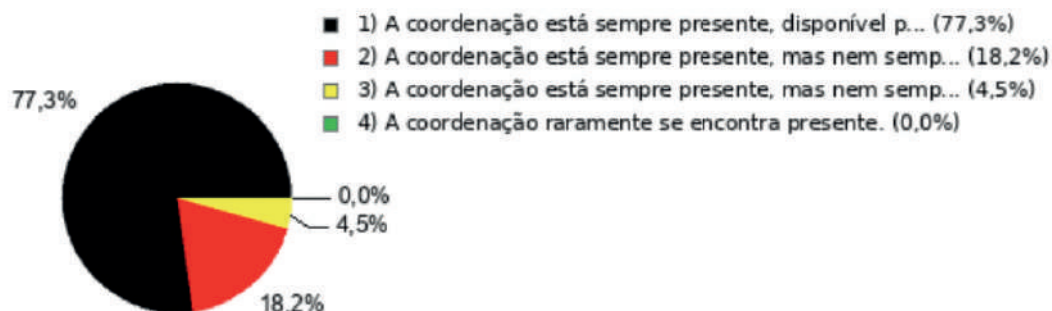 1) A coordenação está sempre presente, disponível p... (77,3%)
2) A coordenação está sempre presente, mas nem semp... (18,2%)
3) A coordenação está sempre presente, mas nem semp... (4,5%)
4) A coordenação raramente se encontra presente. (0,0%)
77,3%
0,0%
4,5%
18,2%